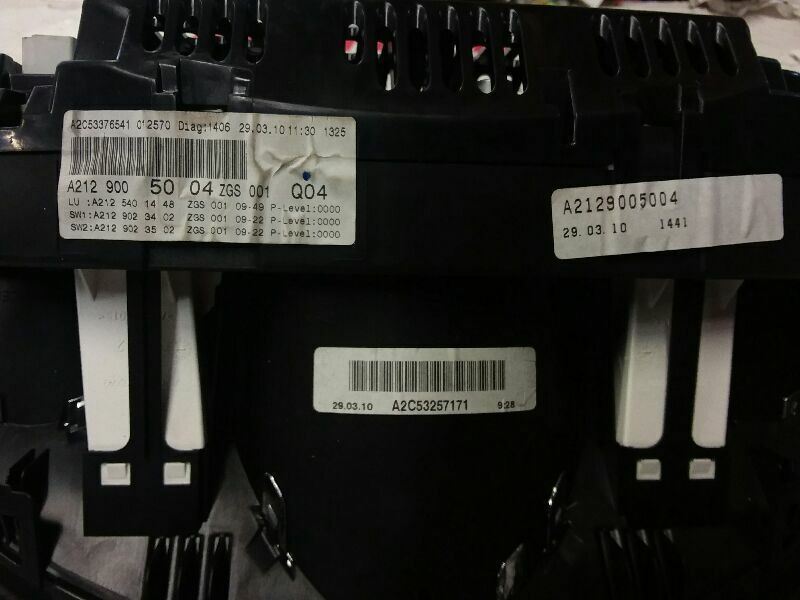 A2C53376541 012570 Diag:1406 29.03.10 11:30 1325
A212 900 50 04 ZGS 001 Q04
LU :A212 540 14 48 ZGS 001 09-49 P-Level:0000
SW1:A212 902 34 02 ZGS 001 09-22 P-Level:0000
SW2:A212 902 35 02 ZGS 001 09-22 P-Level:0000
A2129005004
29.03.10 1441
29.03.10 A2C53257171 9:28